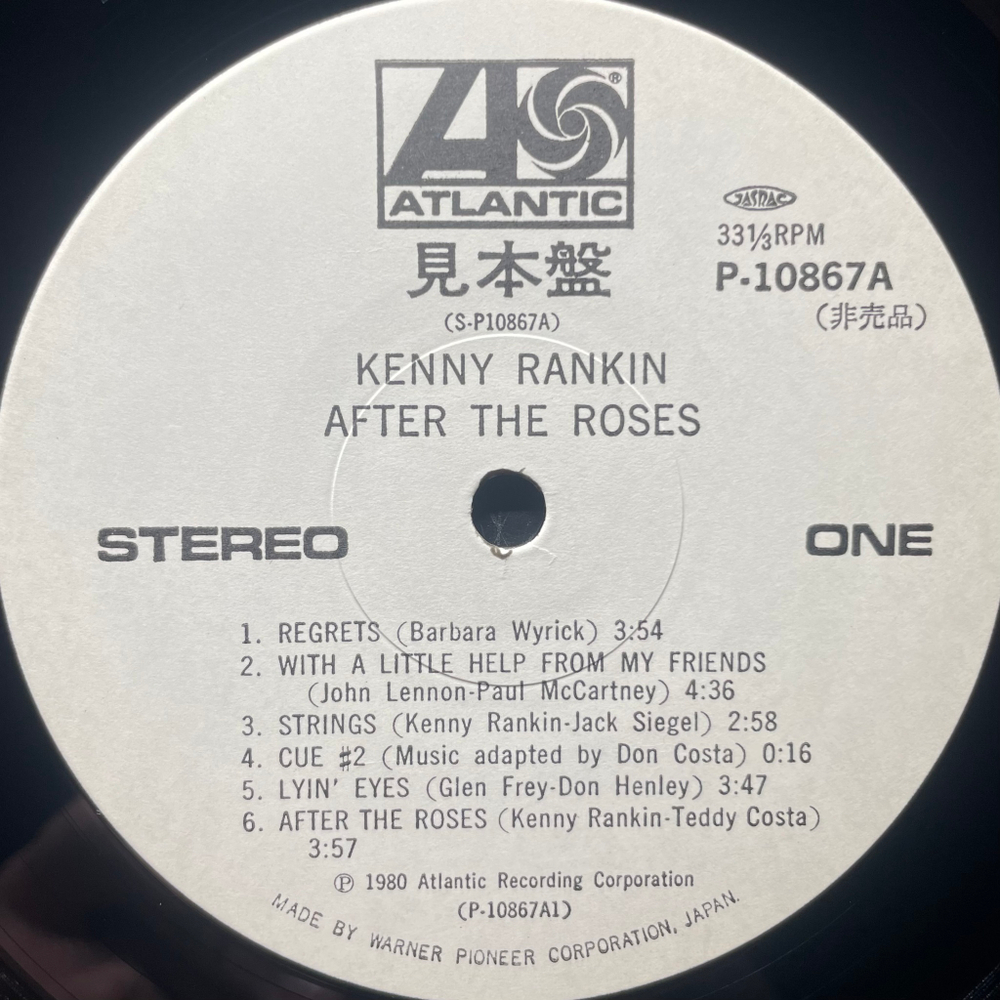 ®
ATLANTIC
見本盤
JASRAC
33⅓RPM
P-10867A
(非売品)
(S-P10867A)
KENNY RANKIN
AFTER THE ROSES
STEREO
ONE
1. REGRETS (Barbara Wyrick) 3:54
2. WITH A LITTLE HELP FROM MY FRIENDS
(John Lennon-Paul McCartney) 4:36
3. STRINGS (Kenny Rankin-Jack Siegel) 2:58
4. CUE #2 (Music adapted by Don Costa) 0:16
5. LYIN' EYES (Glen Frey-Don Henley) 3:47
6. AFTER THE ROSES (Kenny Rankin-Teddy Costa)
3:57
℗ 1980 Atlantic Recording Corporation
(P-10867A1)
MADE BY WARNER PIONEER CORPORATION, JAPAN.